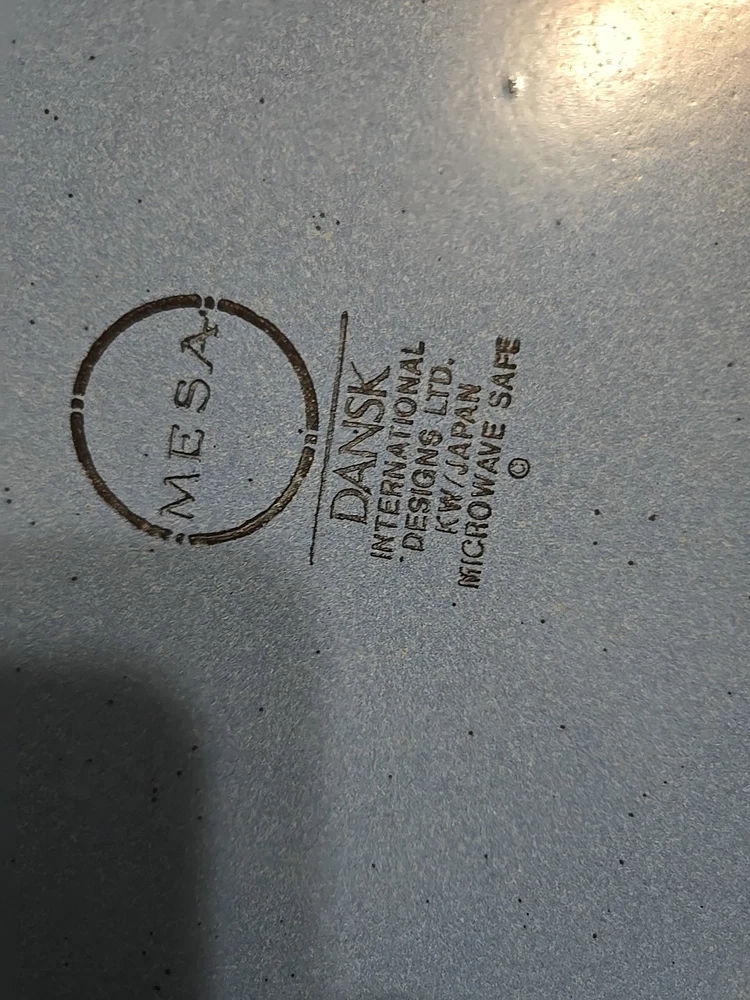 MESA
DANSK
INTERNATIONAL
DESIGNS LTD.
KW/JAPAN
MICROWAVE SAFE
©